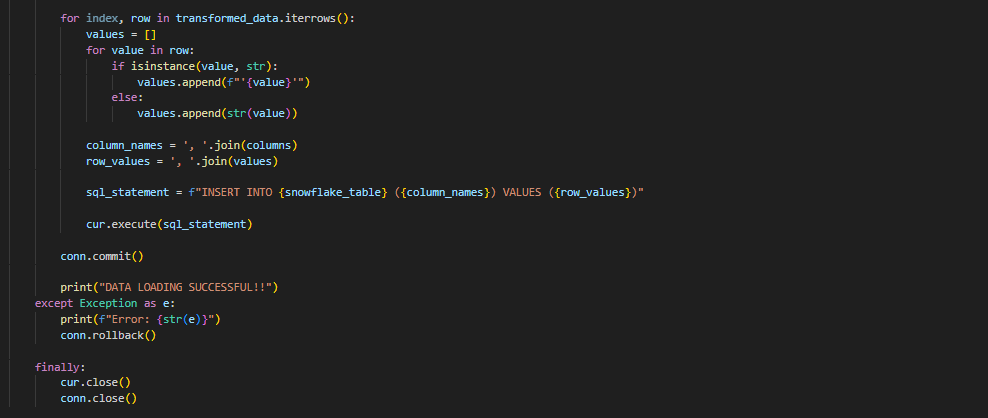 for index, row in transformed_data.iterrows():
values = []
for value in row:
if isinstance(value, str):
values.append(f"'{value}'")
else:
values.append(str(value))
column_names = ', '.join(columns)
row_values = ', '.join(values)
sql_statement = f"INSERT INTO {snowflake_table} ({column_names}) VALUES ({row_values})"
cur.execute(sql_statement)
conn.commit()
print("DATA LOADING SUCCESSFUL!!")
except Exception as e:
print(f"Error: {str(e)}")
conn.rollback()
finally:
cur.close()
conn.close()